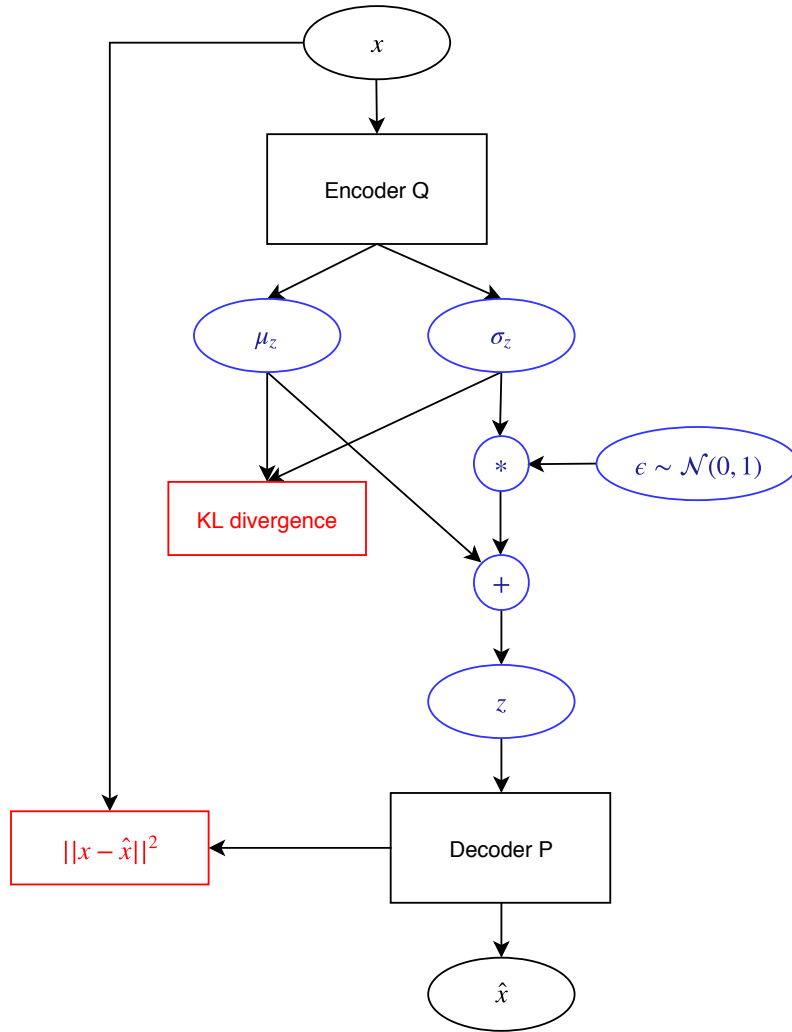 x
Encoder Q
μ_z
σ_z
*
ϵ ∼ 𝒩(0, 1)
KL divergence
+
z
||x − x̂||²
Decoder P
x̂